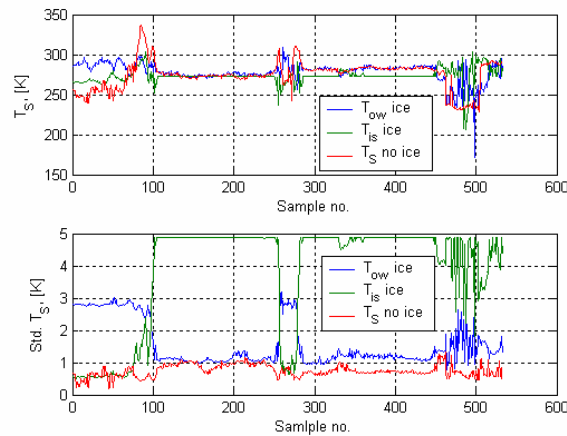 350
300
250
200
150
T_S, [K]
T_ow ice
T_is ice
T_S no ice
0 100 200 300 400 500 600
Sample no.
5
4
3
2
1
0
Std. T_S, [K]
T_ow ice
T_is ice
T_S no ice
0 100 200 300 400 500 600
Samlple no.